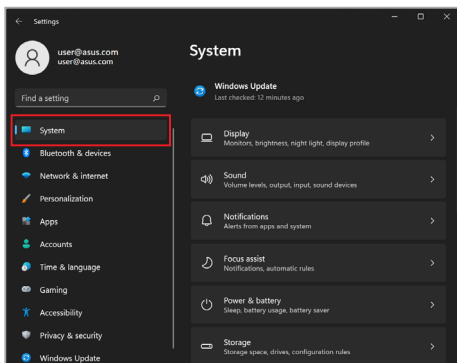 Settings
user@asus.com
user@asus.com
Find a setting
System
Bluetooth & devices
Network & internet
Personalization
Apps
Accounts
Time & language
Gaming
Accessibility
Privacy & security
Windows Update
System
Windows Update
Last checked: 12 minutes ago
Display
Monitors, brightness, night light, display profile
Sound
Volume levels, output, input, sound devices
Notifications
Alerts from apps and system
Focus assist
Notifications, automatic rules
Power & battery
Sleep, battery usage, battery saver
Storage
Storage space, drives, configuration rules